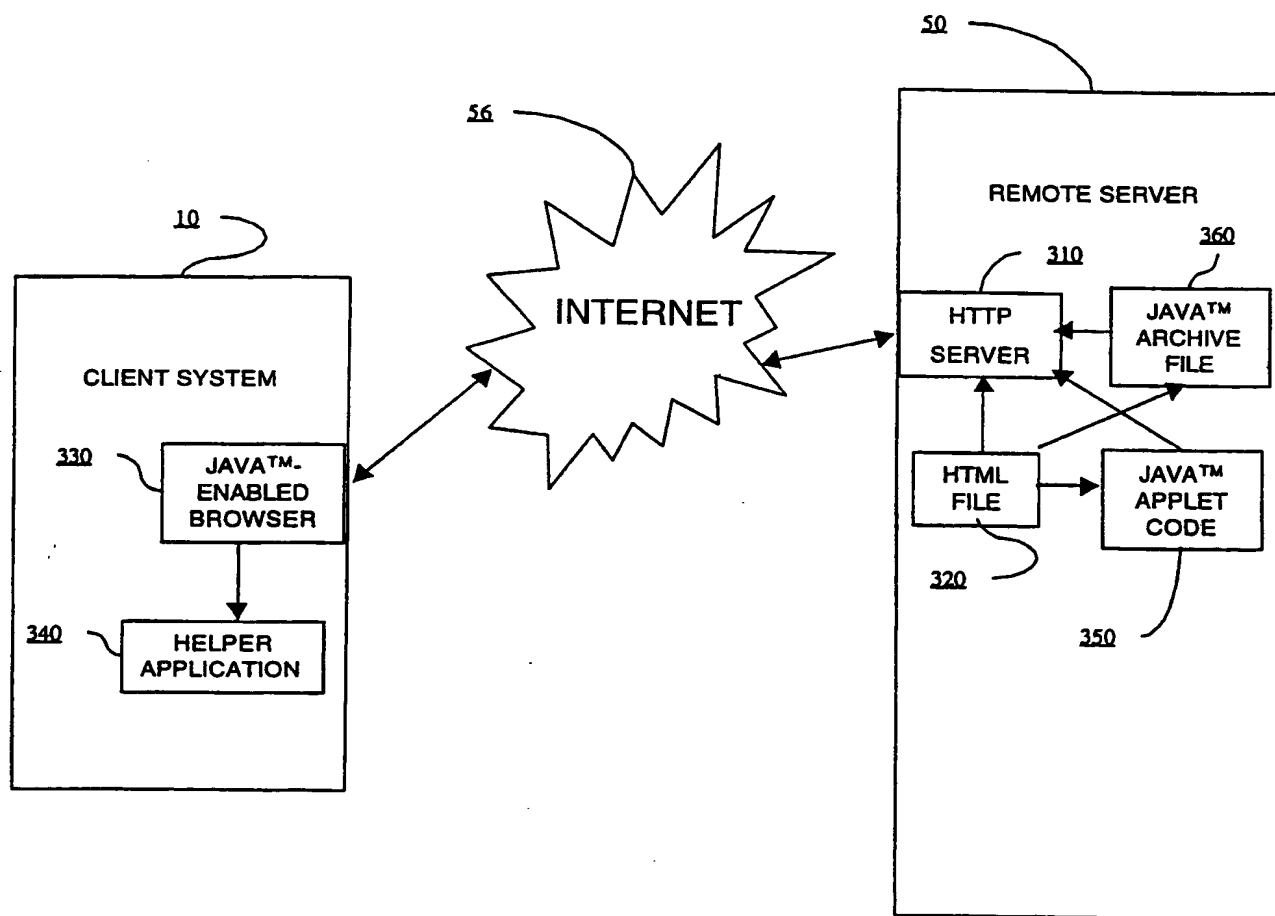 50
56
REMOTE SERVER
10
310
360
HTTP
SERVER
JAVA™
ARCHIVE
FILE
INTERNET
CLIENT SYSTEM
330
JAVA™-
ENABLED
BROWSER
HTML
FILE
JAVA™
APPLET
CODE
320
350
340
HELPER
APPLICATION